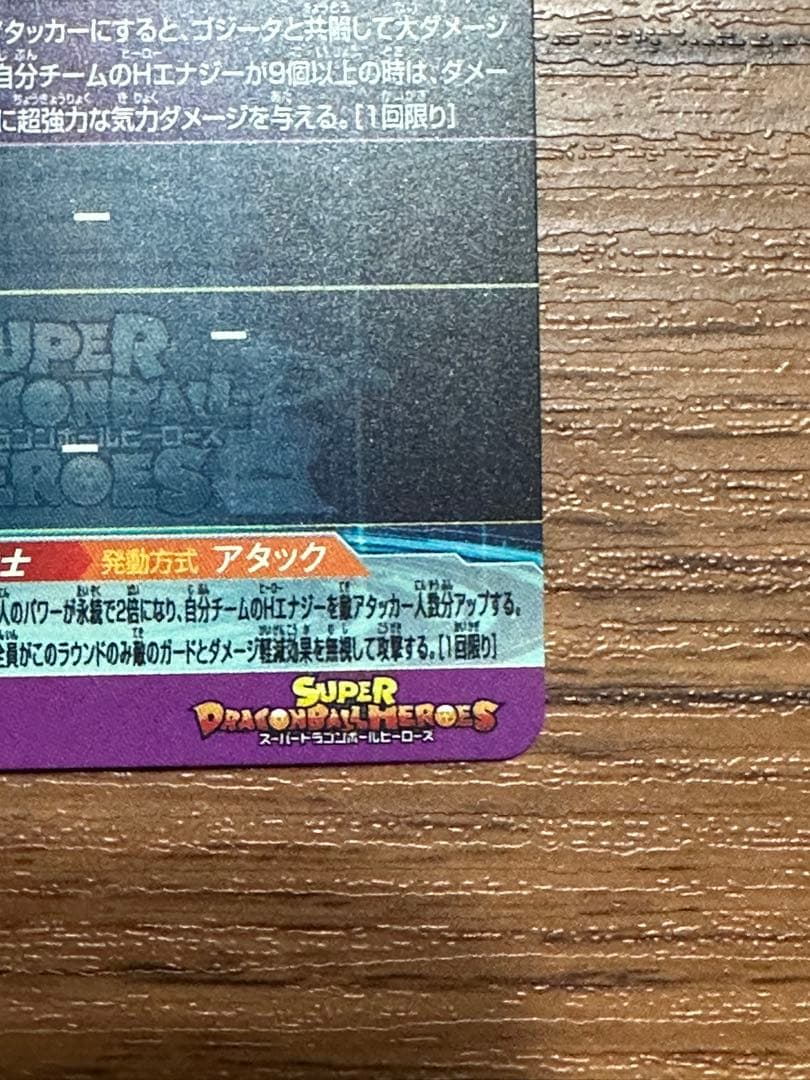 タッカーにすると、ゴジータと共闘して大ダメージ
自分チームのHエナジーが9個以上の時は、ダメー
に超強力な気力ダメージを与える。[1回限り]
SUPER
DRAGONBALL
ドラゴンボールヒーローズ
HEROES
士 発動方式 アタック
人のパワーが永続で2倍になり、自分チームのHエナジーを敵アタッカー人数分アップする。
全員がこのラウンドのみ敵のガードとダメージ軽減効果を無視して攻撃する。[1回限り]
SUPER
DRAGONBALL HEROES
スーパードラゴンボールヒーローズ